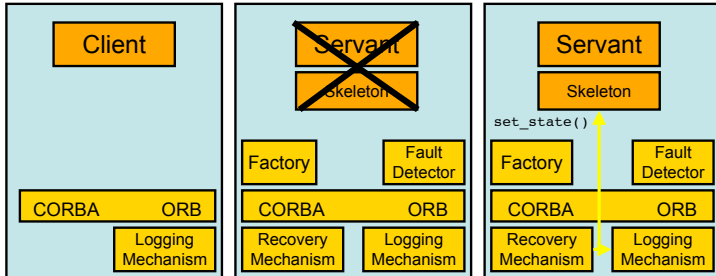 Client
CORBA ORB
Logging
Mechanism
Servant
Skeleton
Factory
Fault
Detector
CORBA ORB
Recovery
Mechanism
Logging
Mechanism
Servant
Skeleton
set_state()
Factory
Fault
Detector
CORBA ORB
Recovery
Mechanism
Logging
Mechanism